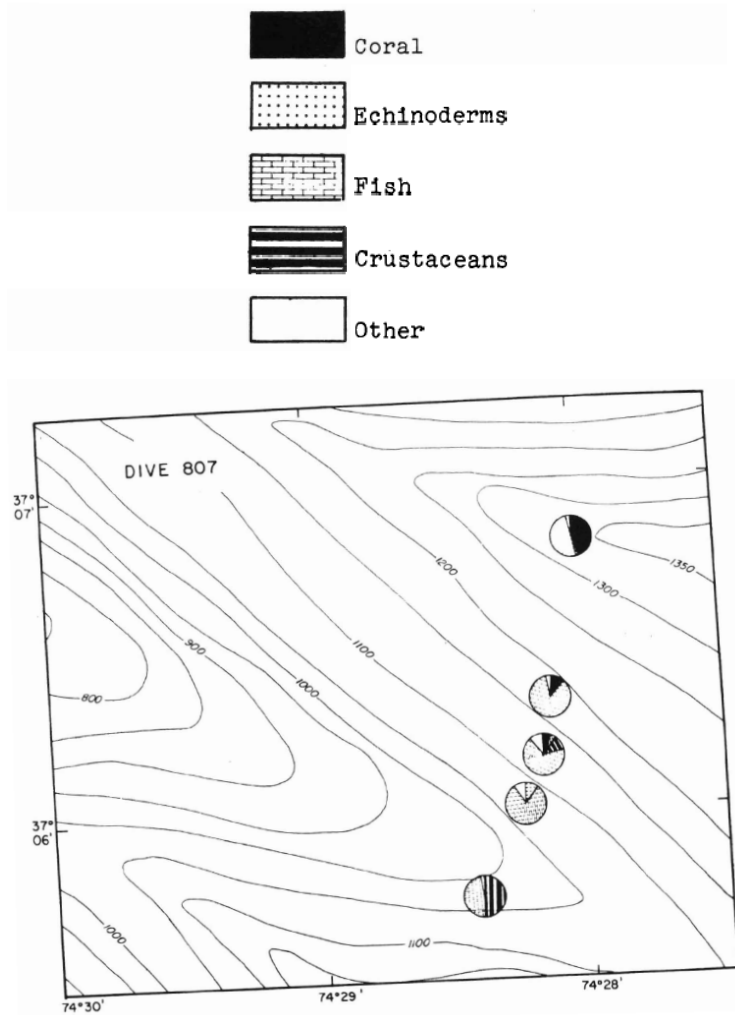 Coral
Echinoderms
Fish
Crustaceans
Other
DIVE 807
37°
07'
1200
1350
1300
1100
900
1000
800
37°
06'
1000
1100
74°30'
74°29'
74°28'